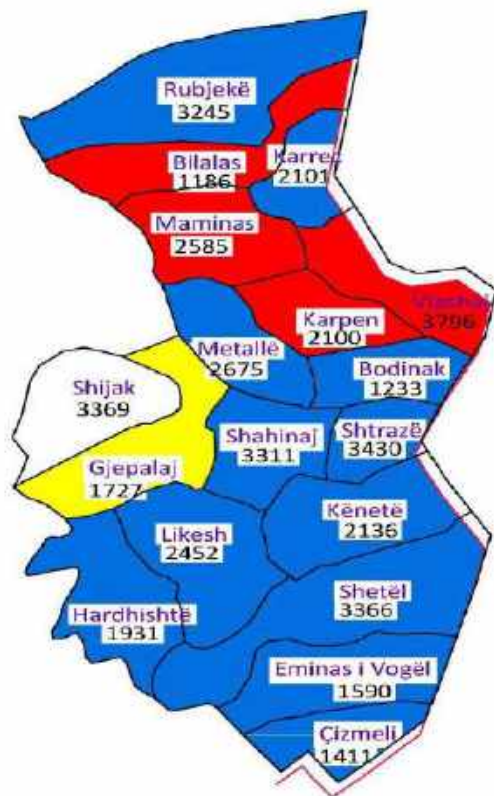 Rubjekë
3245
Bilalas
1186
Karreç
2101
Maminas
2585
3796
Karpen
2100
Metallë
2675
Bodinak
1233
Shijak
3369
Shahinaj
3311
Shtrazë
3430
Gjepalaj
1727
Kënetë
2136
Likesh
2452
Shetël
3366
Hardhishtë
1931
Eminas i Vogël
1590
Çizmeli